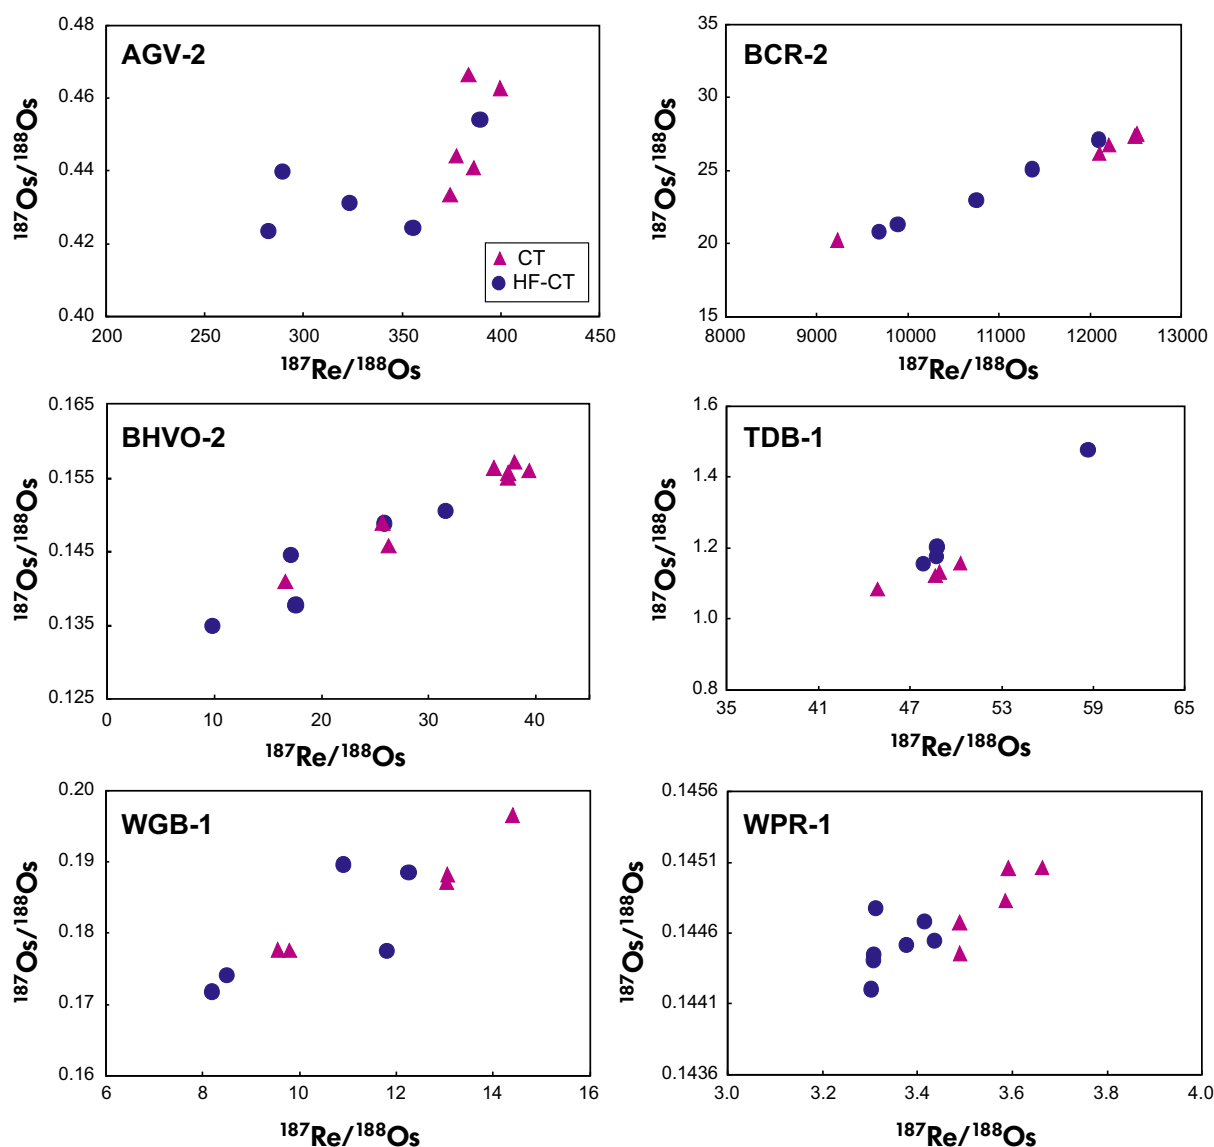 0.48
0.46
0.44
0.42
0.40
AGV-2
CT
HF-CT
200 250 300 350 400 450
187Re/188Os
187Os/188Os
35
30
25
20
15
BCR-2
8000 9000 10000 11000 12000 13000
187Re/188Os
187Os/188Os
0.165
0.155
0.145
0.135
0.125
BHVO-2
0 10 20 30 40
187Re/188Os
187Os/188Os
1.6
1.4
1.2
1.0
0.8
TDB-1
35 41 47 53 59 65
187Re/188Os
187Os/188Os
0.20
0.19
0.18
0.17
0.16
WGB-1
6 8 10 12 14 16
187Re/188Os
187Os/188Os
0.1456
0.1451
0.1446
0.1441
0.1436
WPR-1
3.0 3.2 3.4 3.6 3.8 4.0
187Re/188Os
187Os/188Os